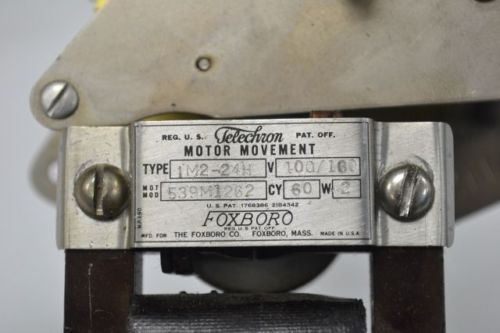 REG. U.S. Telechron PAT. OFF.
MOTOR MOVEMENT
TYPE 1M2-24H V 100/160
MOT MOD 539M1262 CY 60 W 2
U.S. PAT. 1768386 2184342
FOXBORO
REG. U.S. PAT. OFF.
MFD. FOR THE FOXBORO CO. FOXBORO, MASS. MADE IN U.S.A.